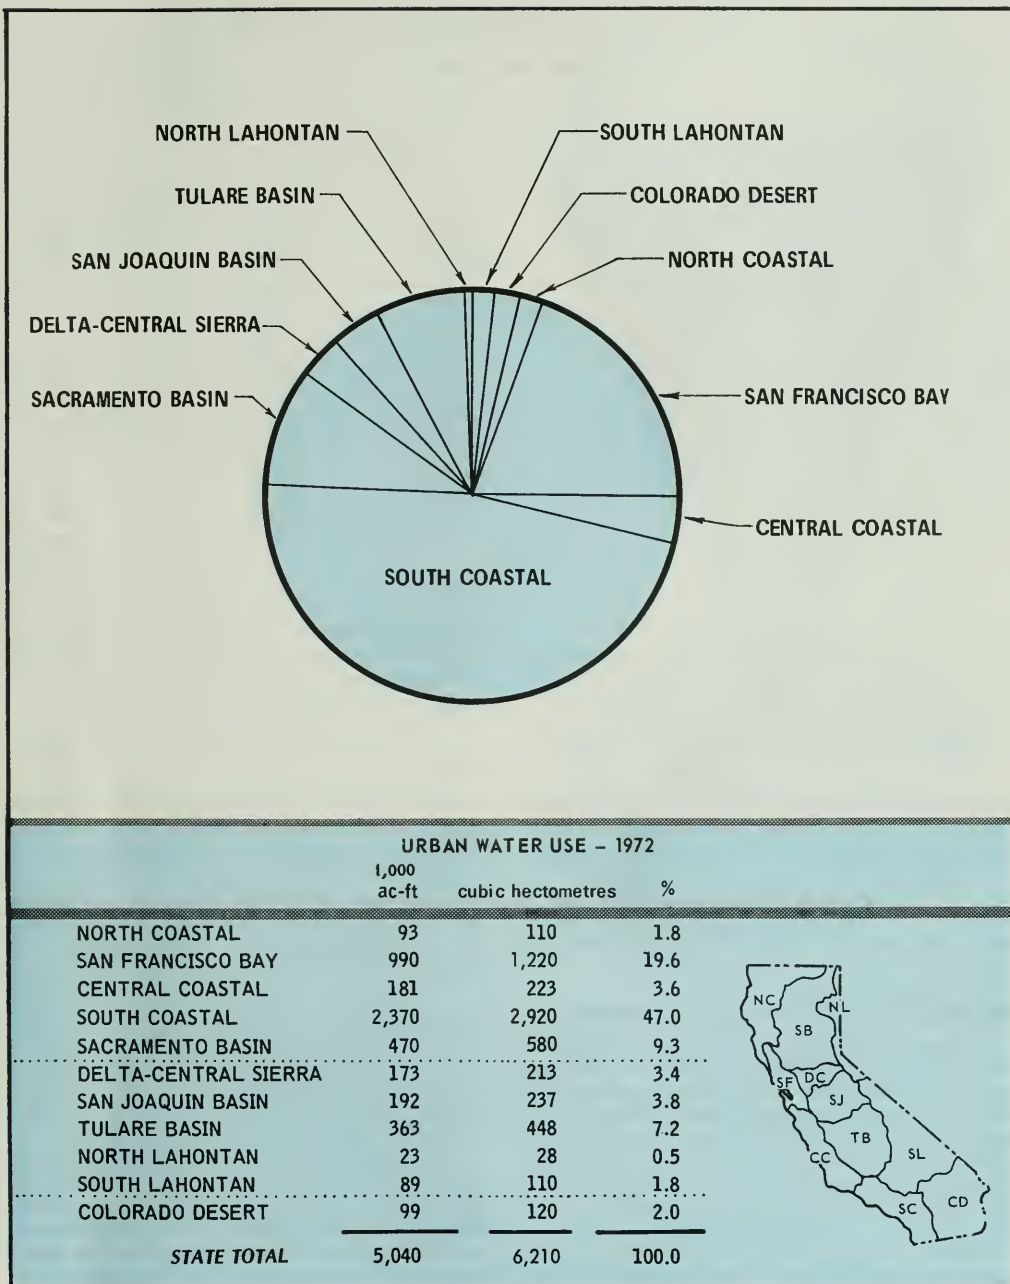 NORTH LAHONTAN
SOUTH LAHONTAN
TULARE BASIN
COLORADO DESERT
SAN JOAQUIN BASIN
NORTH COASTAL
DELTA-CENTRAL SIERRA
SACRAMENTO BASIN
SAN FRANCISCO BAY
CENTRAL COASTAL
SOUTH COASTAL
URBAN WATER USE – 1972
1,000
ac-ft cubic hectometres %
NORTH COASTAL 93 110 1.8
SAN FRANCISCO BAY 990 1,220 19.6
CENTRAL COASTAL 181 223 3.6
SOUTH COASTAL 2,370 2,920 47.0
SACRAMENTO BASIN 470 580 9.3
DELTA-CENTRAL SIERRA 173 213 3.4
SAN JOAQUIN BASIN 192 237 3.8
TULARE BASIN 363 448 7.2
NORTH LAHONTAN 23 28 0.5
SOUTH LAHONTAN 89 110 1.8
COLORADO DESERT 99 120 2.0
STATE TOTAL 5,040 6,210 100.0
NC
NL
SB
SF
DC
SJ
TB
CC
SL
SC
CD